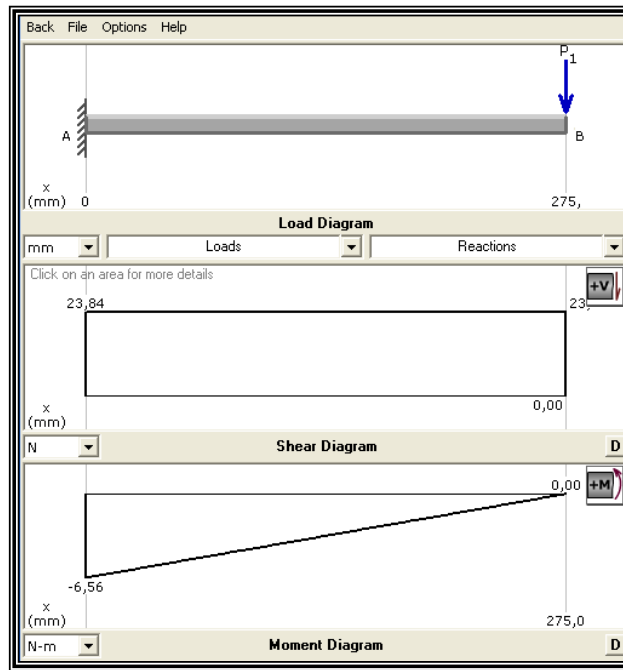 Back File Options Help
P1
A
B
x
(mm) 0 275,
Load Diagram
mm Loads Reactions
Click on an area for more details
+V
23,84 23,
0,00
x
(mm)
N Shear Diagram D
0,00 +M
-6,56
x
(mm) 275,0
N-m Moment Diagram D